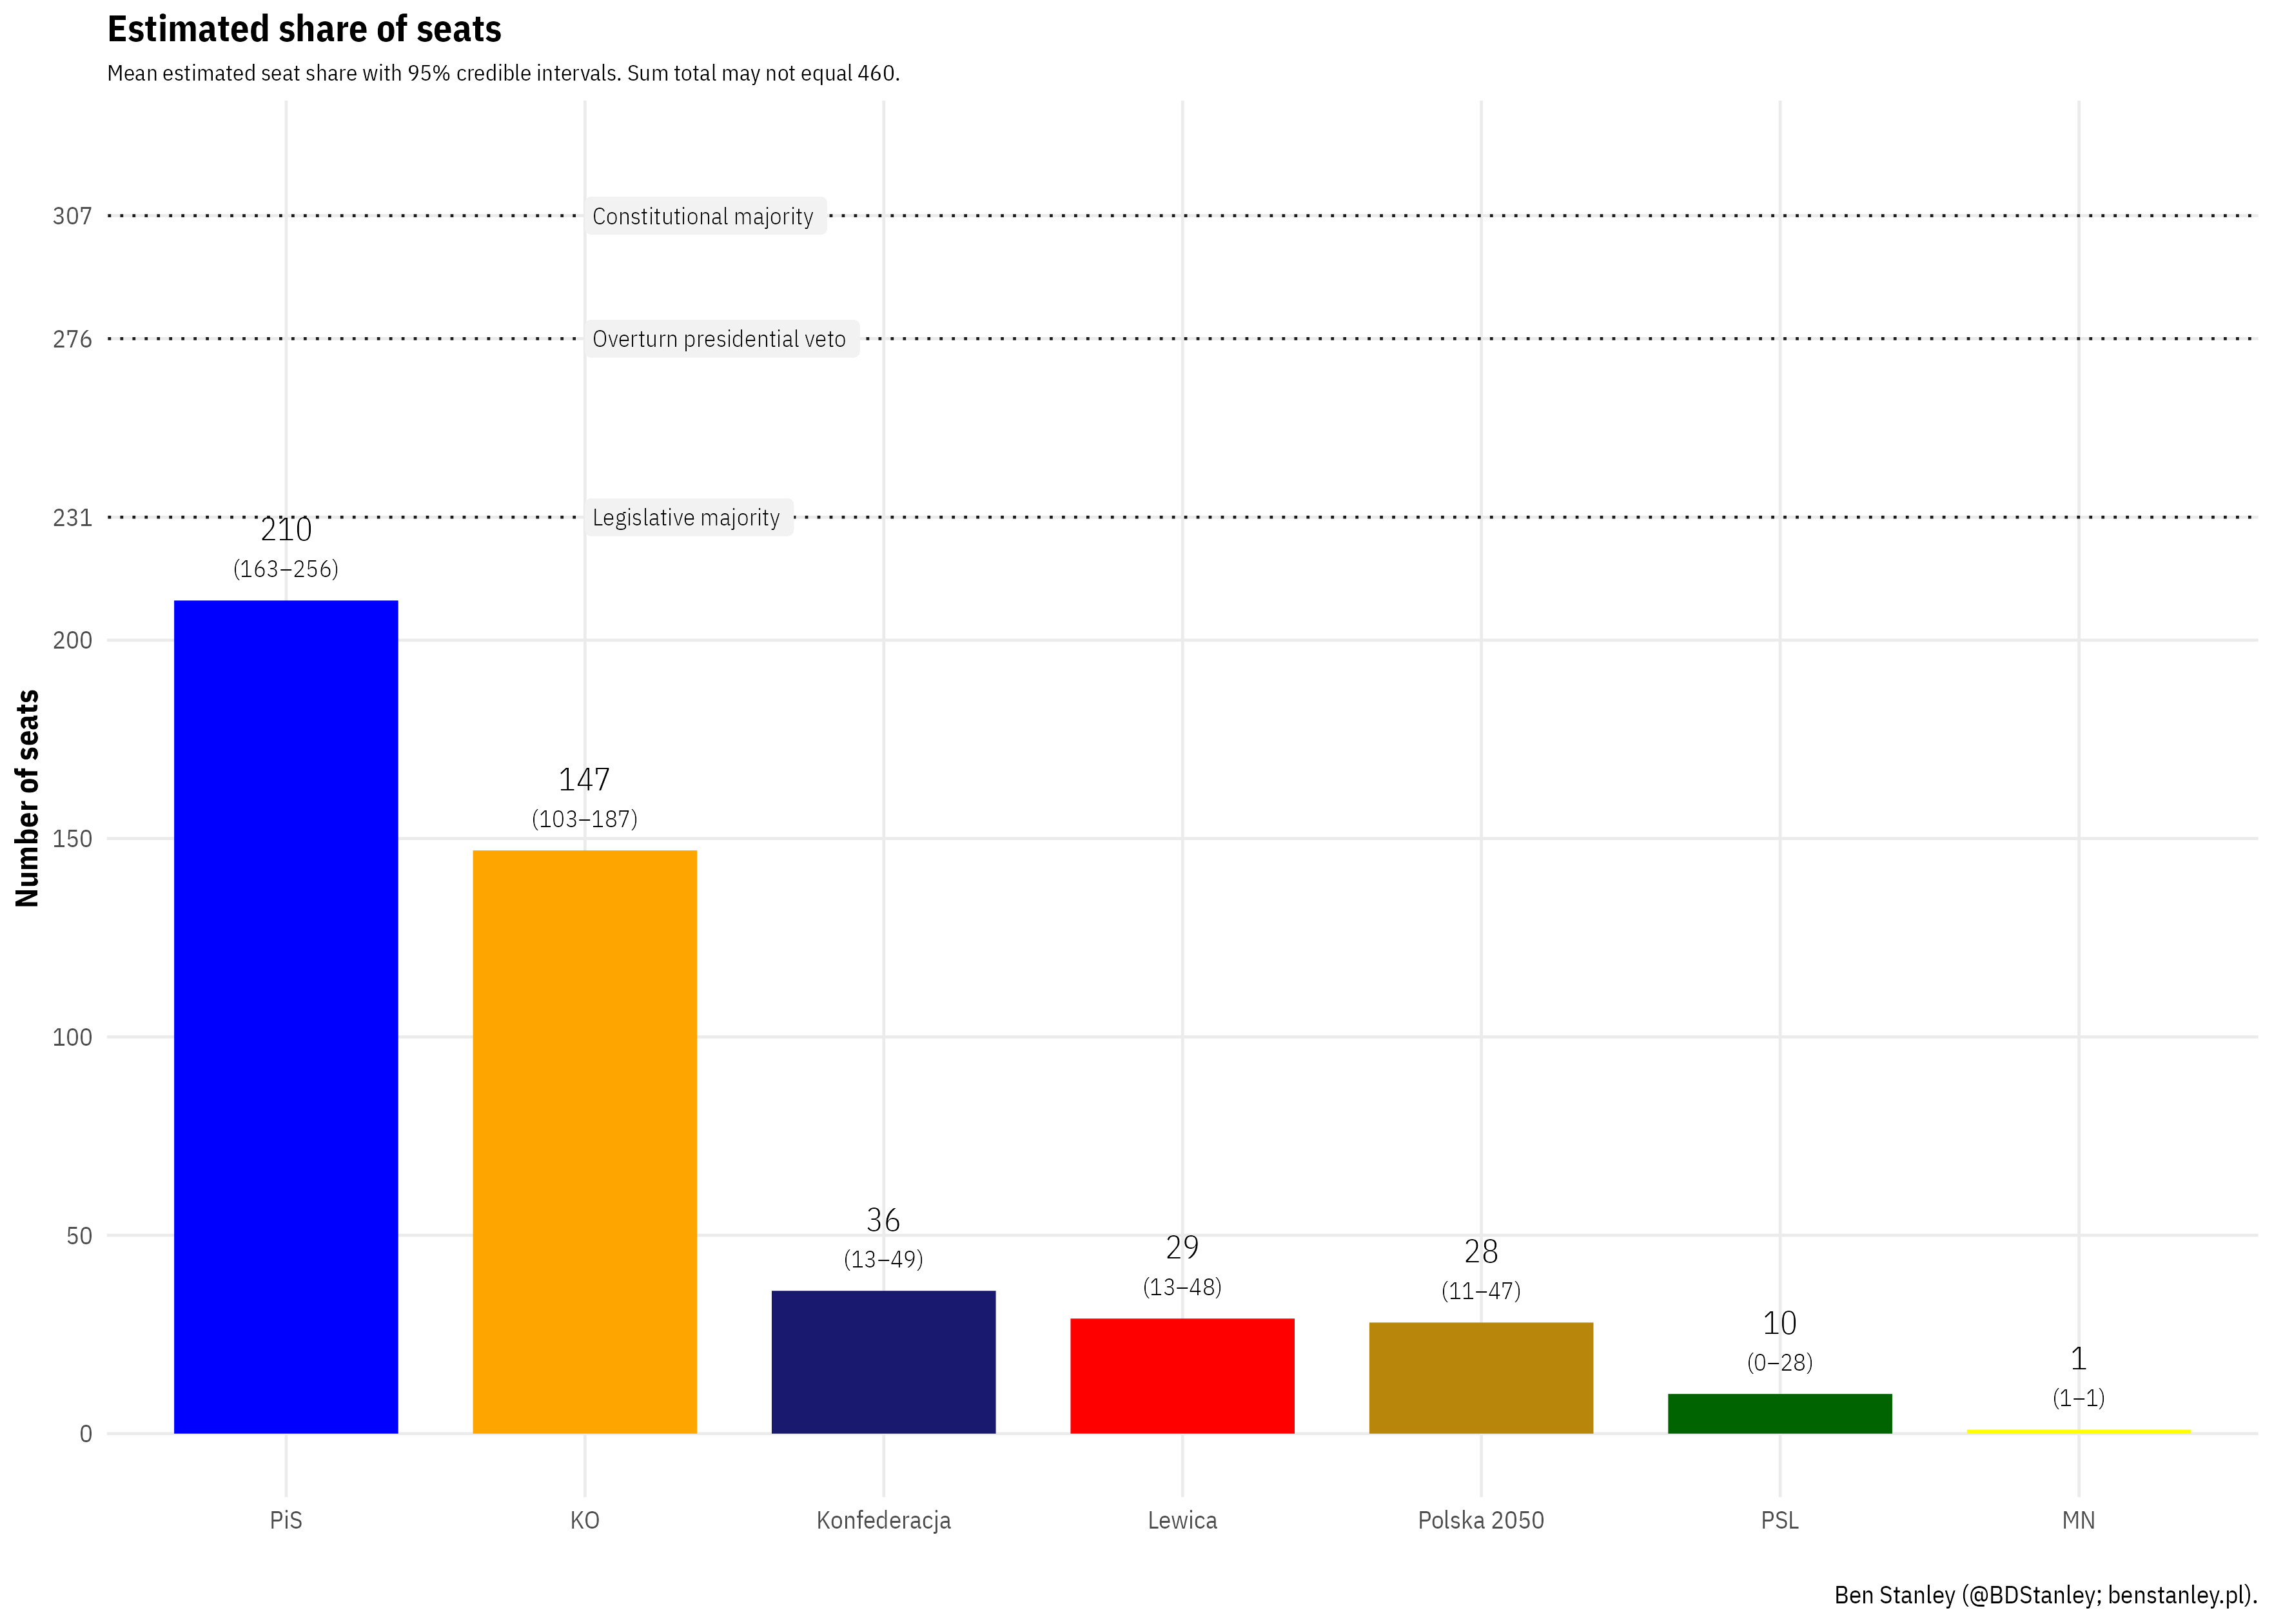 Estimated share of seats
Mean estimated seat share with 95% credible intervals. Sum total may not equal 460.
307
Constitutional majority
276
Overturn presidential veto
231
Legislative majority
210
(163–256)
200
147
(103–187)
150
Number of seats
100
36
(13–49)
29
(13–48)
28
(11–47)
50
10
(0–28)
1
(1–1)
0
PiS
KO
Konfederacja
Lewica
Polska 2050
PSL
MN
Ben Stanley (@BDStanley; benstanley.pl).